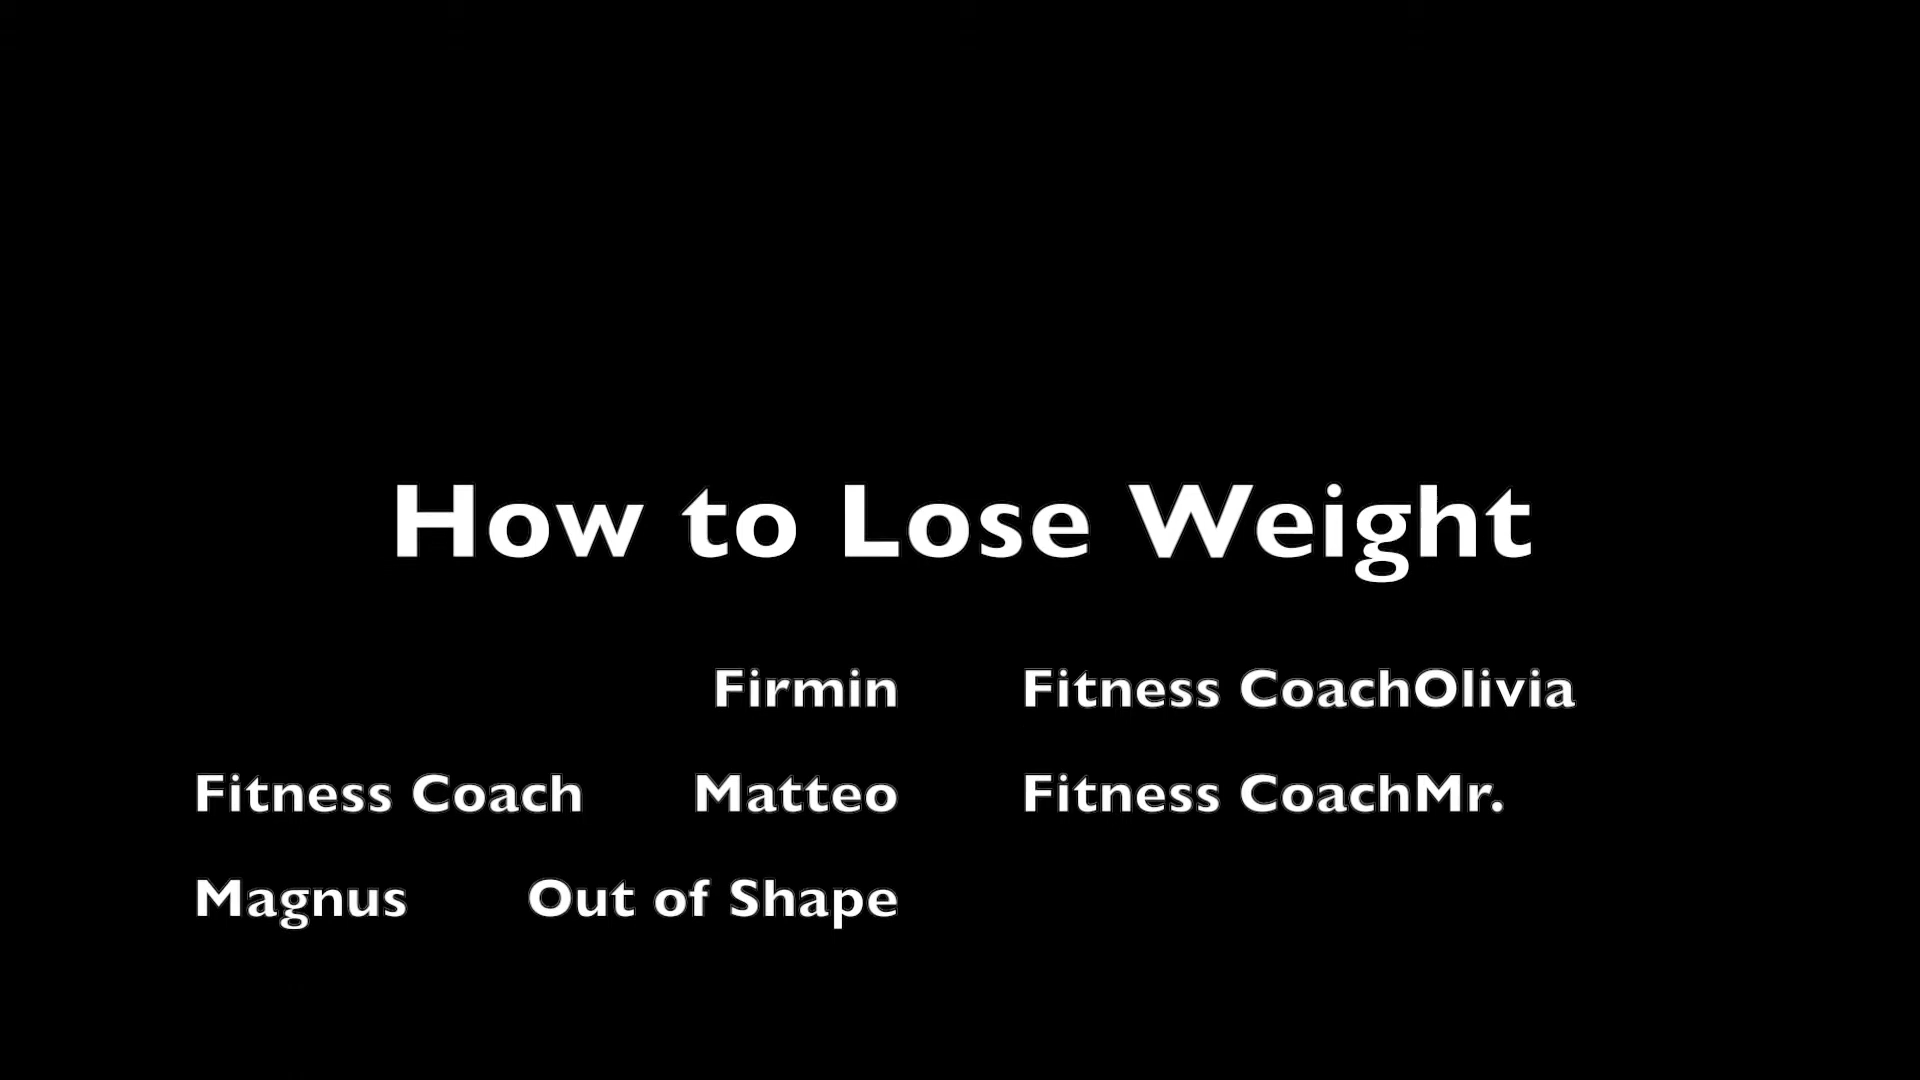 How to Lose Weight
Firmin Fitness CoachOlivia
Fitness Coach Matteo Fitness CoachMr.
Magnus Out of Shape